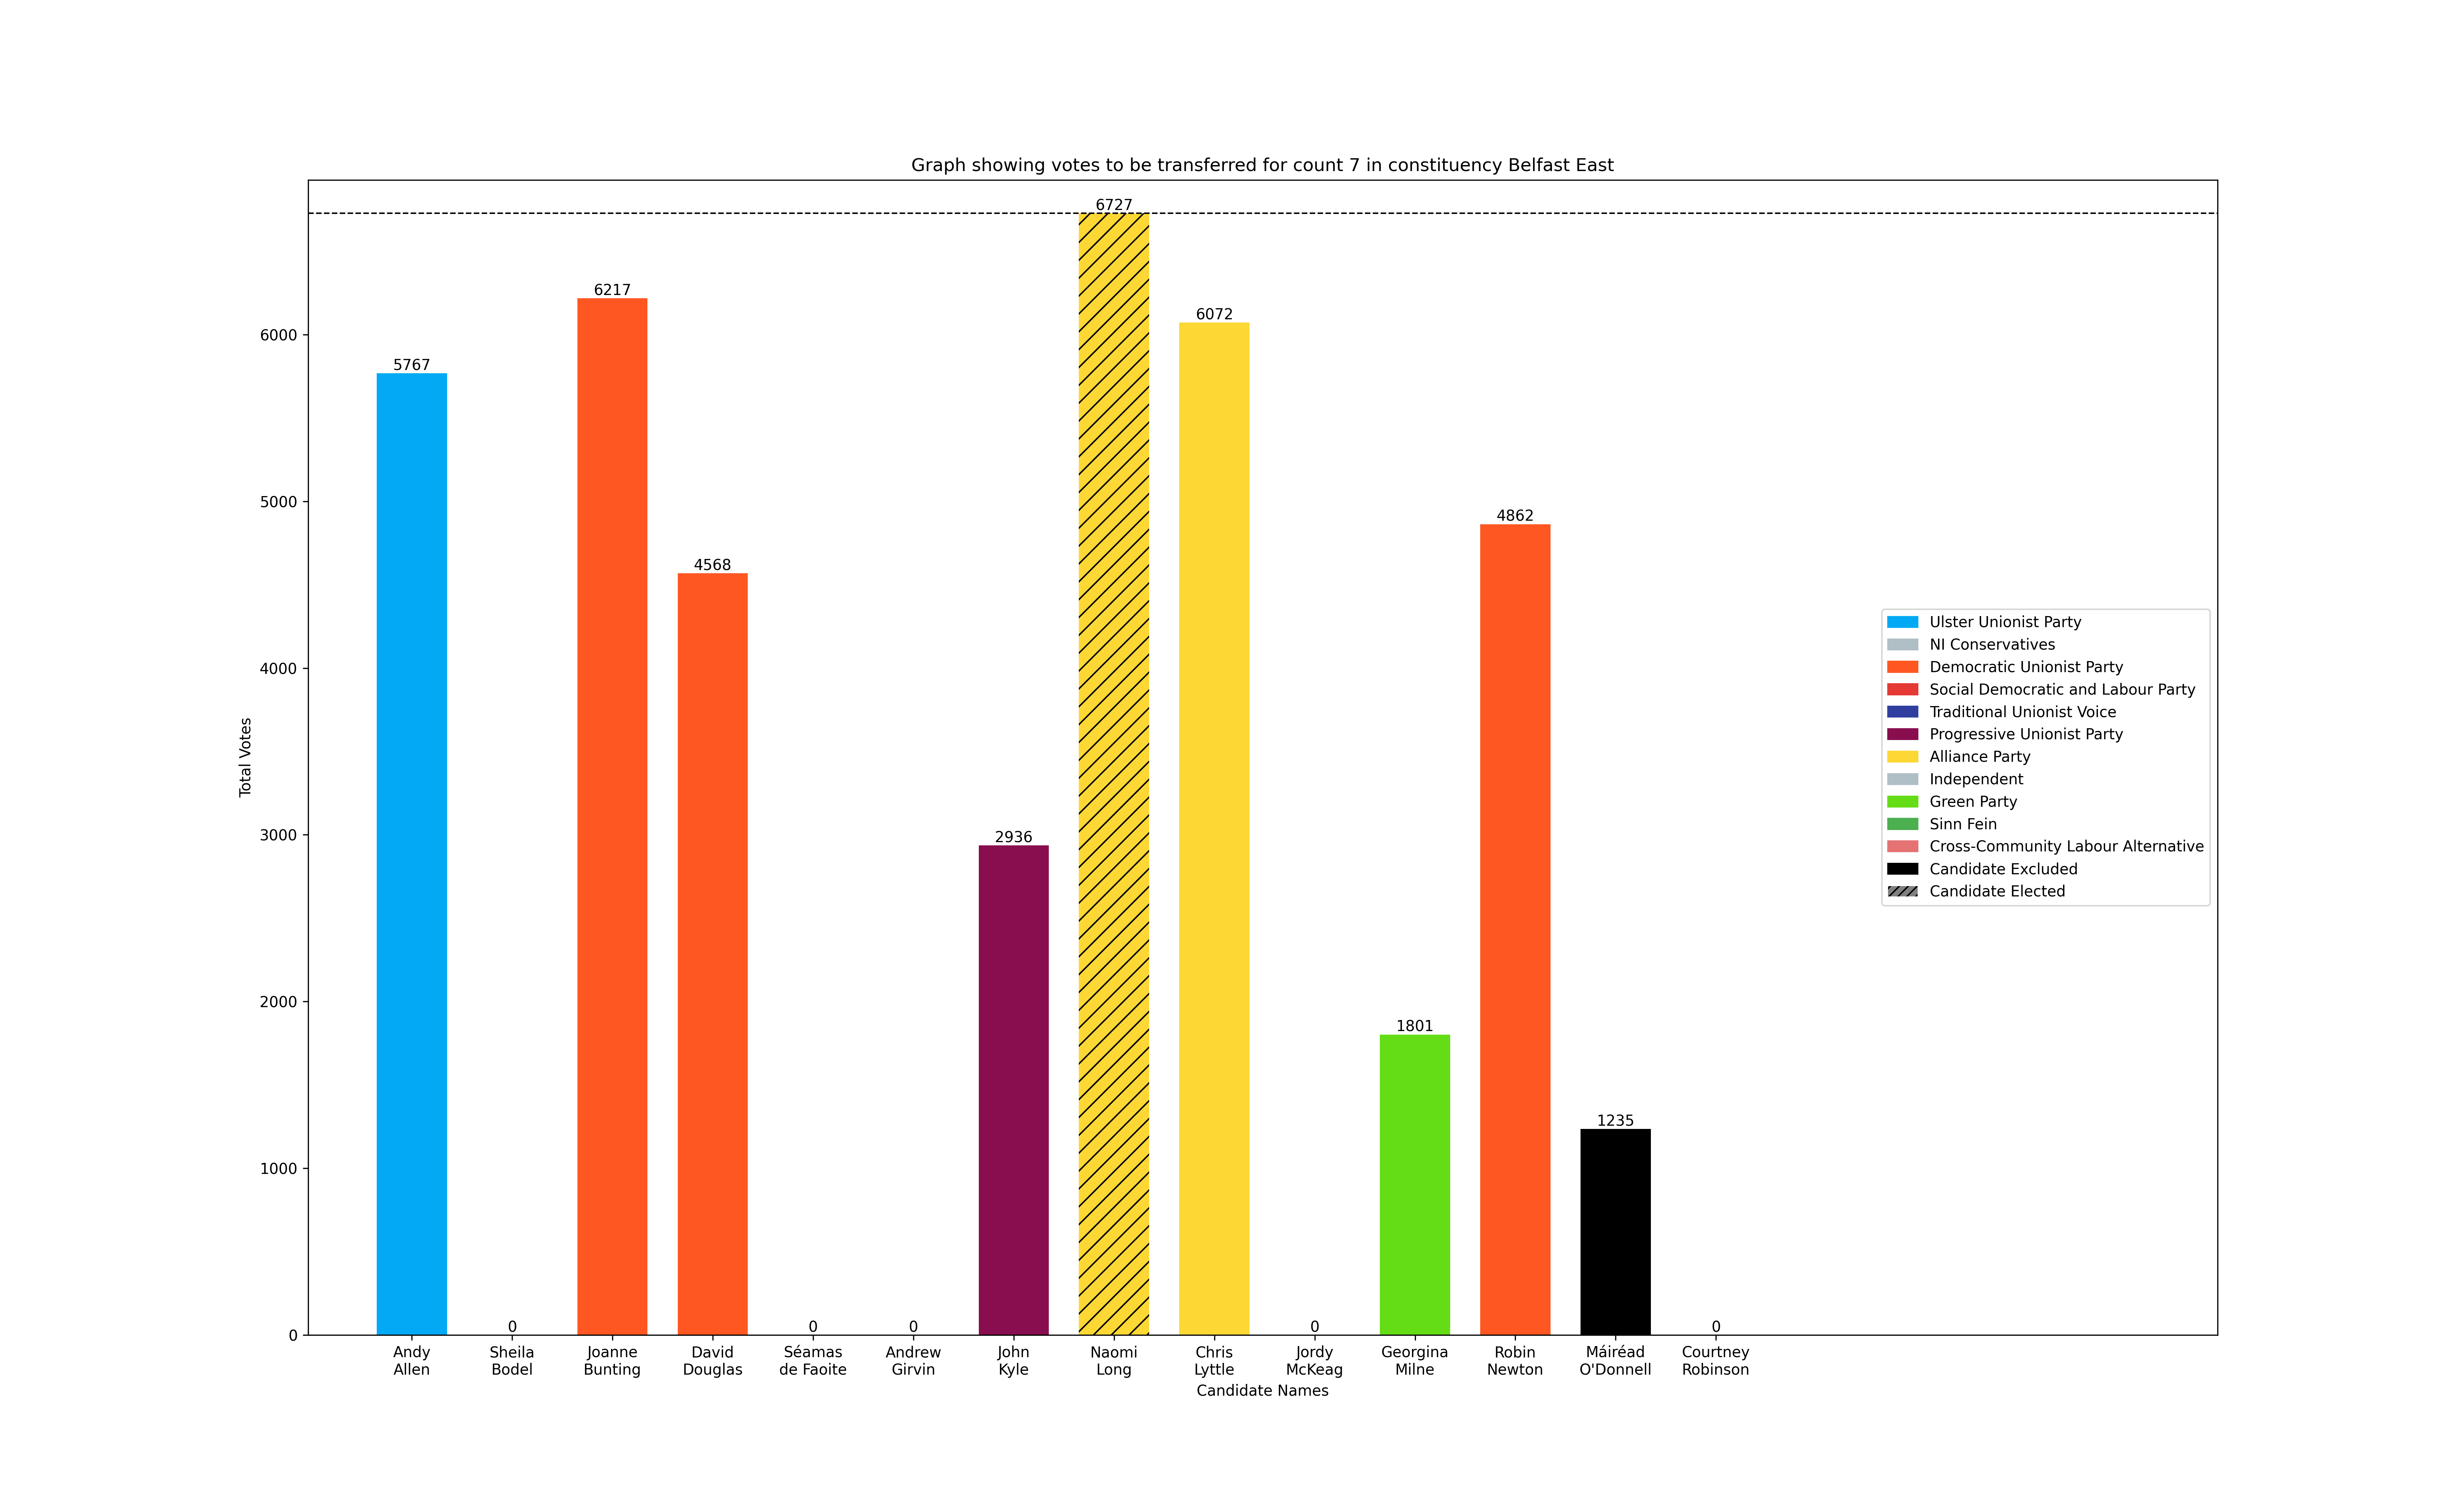 Graph showing votes to be transferred for count 7 in constituency Belfast East
6727
6217
6072
6000
5767
5000
4862
4568
4000
3000
2936
2000
1801
1235
1000
0
0
0
0
0
0
Total Votes
Ulster Unionist Party
NI Conservatives
Democratic Unionist Party
Social Democratic and Labour Party
Traditional Unionist Voice
Progressive Unionist Party
Alliance Party
Independent
Green Party
Sinn Fein
Cross-Community Labour Alternative
Candidate Excluded
Candidate Elected
Andy
Allen
Sheila
Bodel
Joanne
Bunting
David
Douglas
Séamas
de Faoite
Andrew
Girvin
John
Kyle
Naomi
Long
Chris
Lyttle
Jordy
McKeag
Georgina
Milne
Robin
Newton
Máiréad
O'Donnell
Courtney
Robinson
Candidate Names